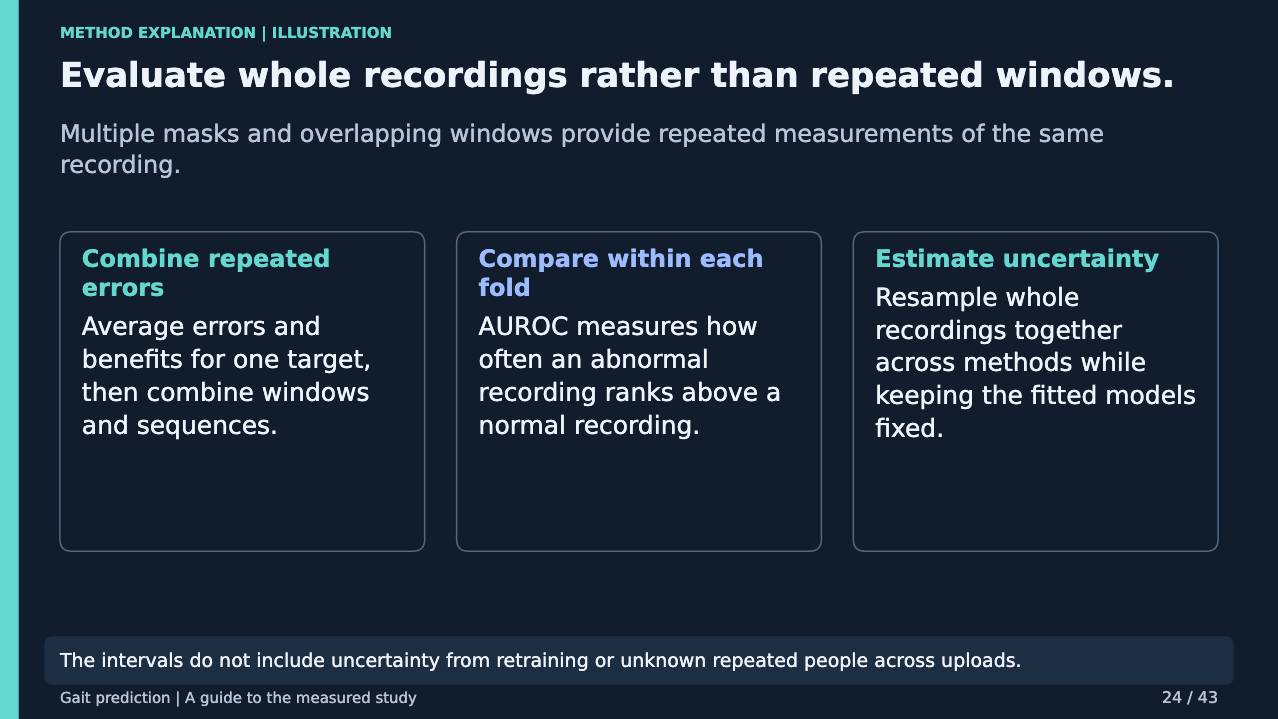 METHOD EXPLANATION | ILLUSTRATION
Evaluate whole recordings rather than repeated windows.
Multiple masks and overlapping windows provide repeated measurements of the same
recording.
Combine repeated
errors
Average errors and
benefits for one target,
then combine windows
and sequences.
Compare within each
fold
AUROC measures how
often an abnormal
recording ranks above a
normal recording.
Estimate uncertainty
Resample whole
recordings together
across methods while
keeping the fitted models
fixed.
The intervals do not include uncertainty from retraining or unknown repeated people across uploads.
Gait prediction | A guide to the measured study
24 / 43